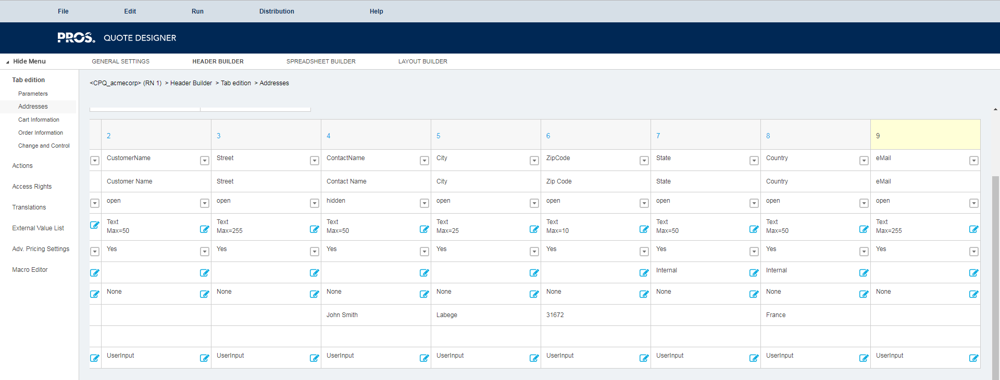 File Edit Run Distribution Help
PROS. QUOTE DESIGNER
Hide Menu GENERAL SETTINGS HEADER BUILDER SPREADSHEET BUILDER LAYOUT BUILDER
Tab edition
Parameters
Addresses
Cart Information
Order Information
Change and Control
Actions
Access Rights
Translations
External Value List
Adv. Pricing Settings
Macro Editor
<CPQ_acmecorp> (RN 1) > Header Builder > Tab edition > Addresses
2 3 4 5 6 7 8 9
CustomerName Street ContactName City ZipCode State Country eMail
Customer Name Street Contact Name City Zip Code State Country eMail
open open hidden open open open open open
Text Text Text Text Text Text Text Text
Max=50 Max=255 Max=50 Max=25 Max=10 Max=50 Max=50 Max=255
Yes Yes Yes Yes Yes Yes Yes Yes
Internal Internal
None None None None None None None None
John Smith Labege 31672 France
UserInput UserInput UserInput UserInput UserInput UserInput UserInput UserInput